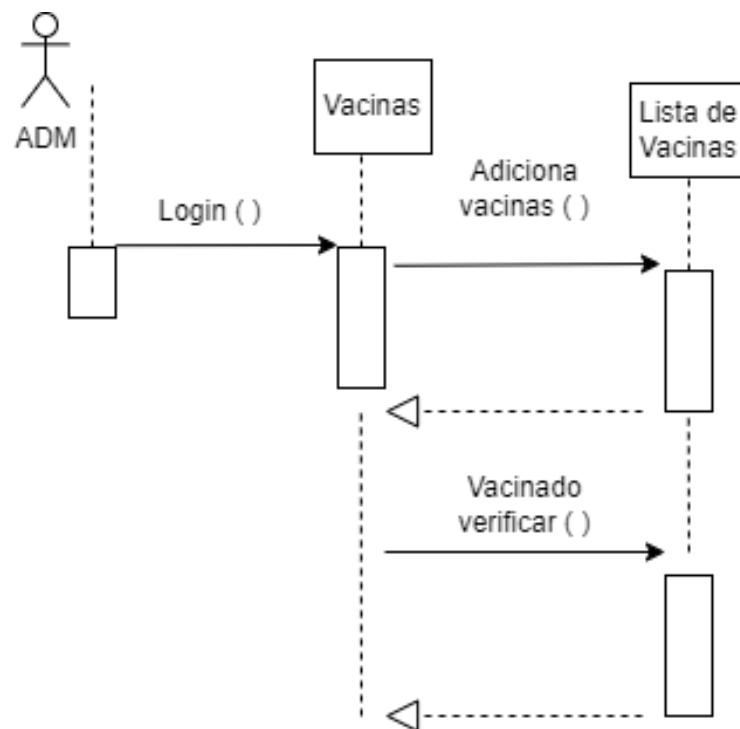 ADM
Vacinas
Lista de
Vacinas
Login ( )
Adiciona
vacinas ( )
Vacinado
verificar ( )